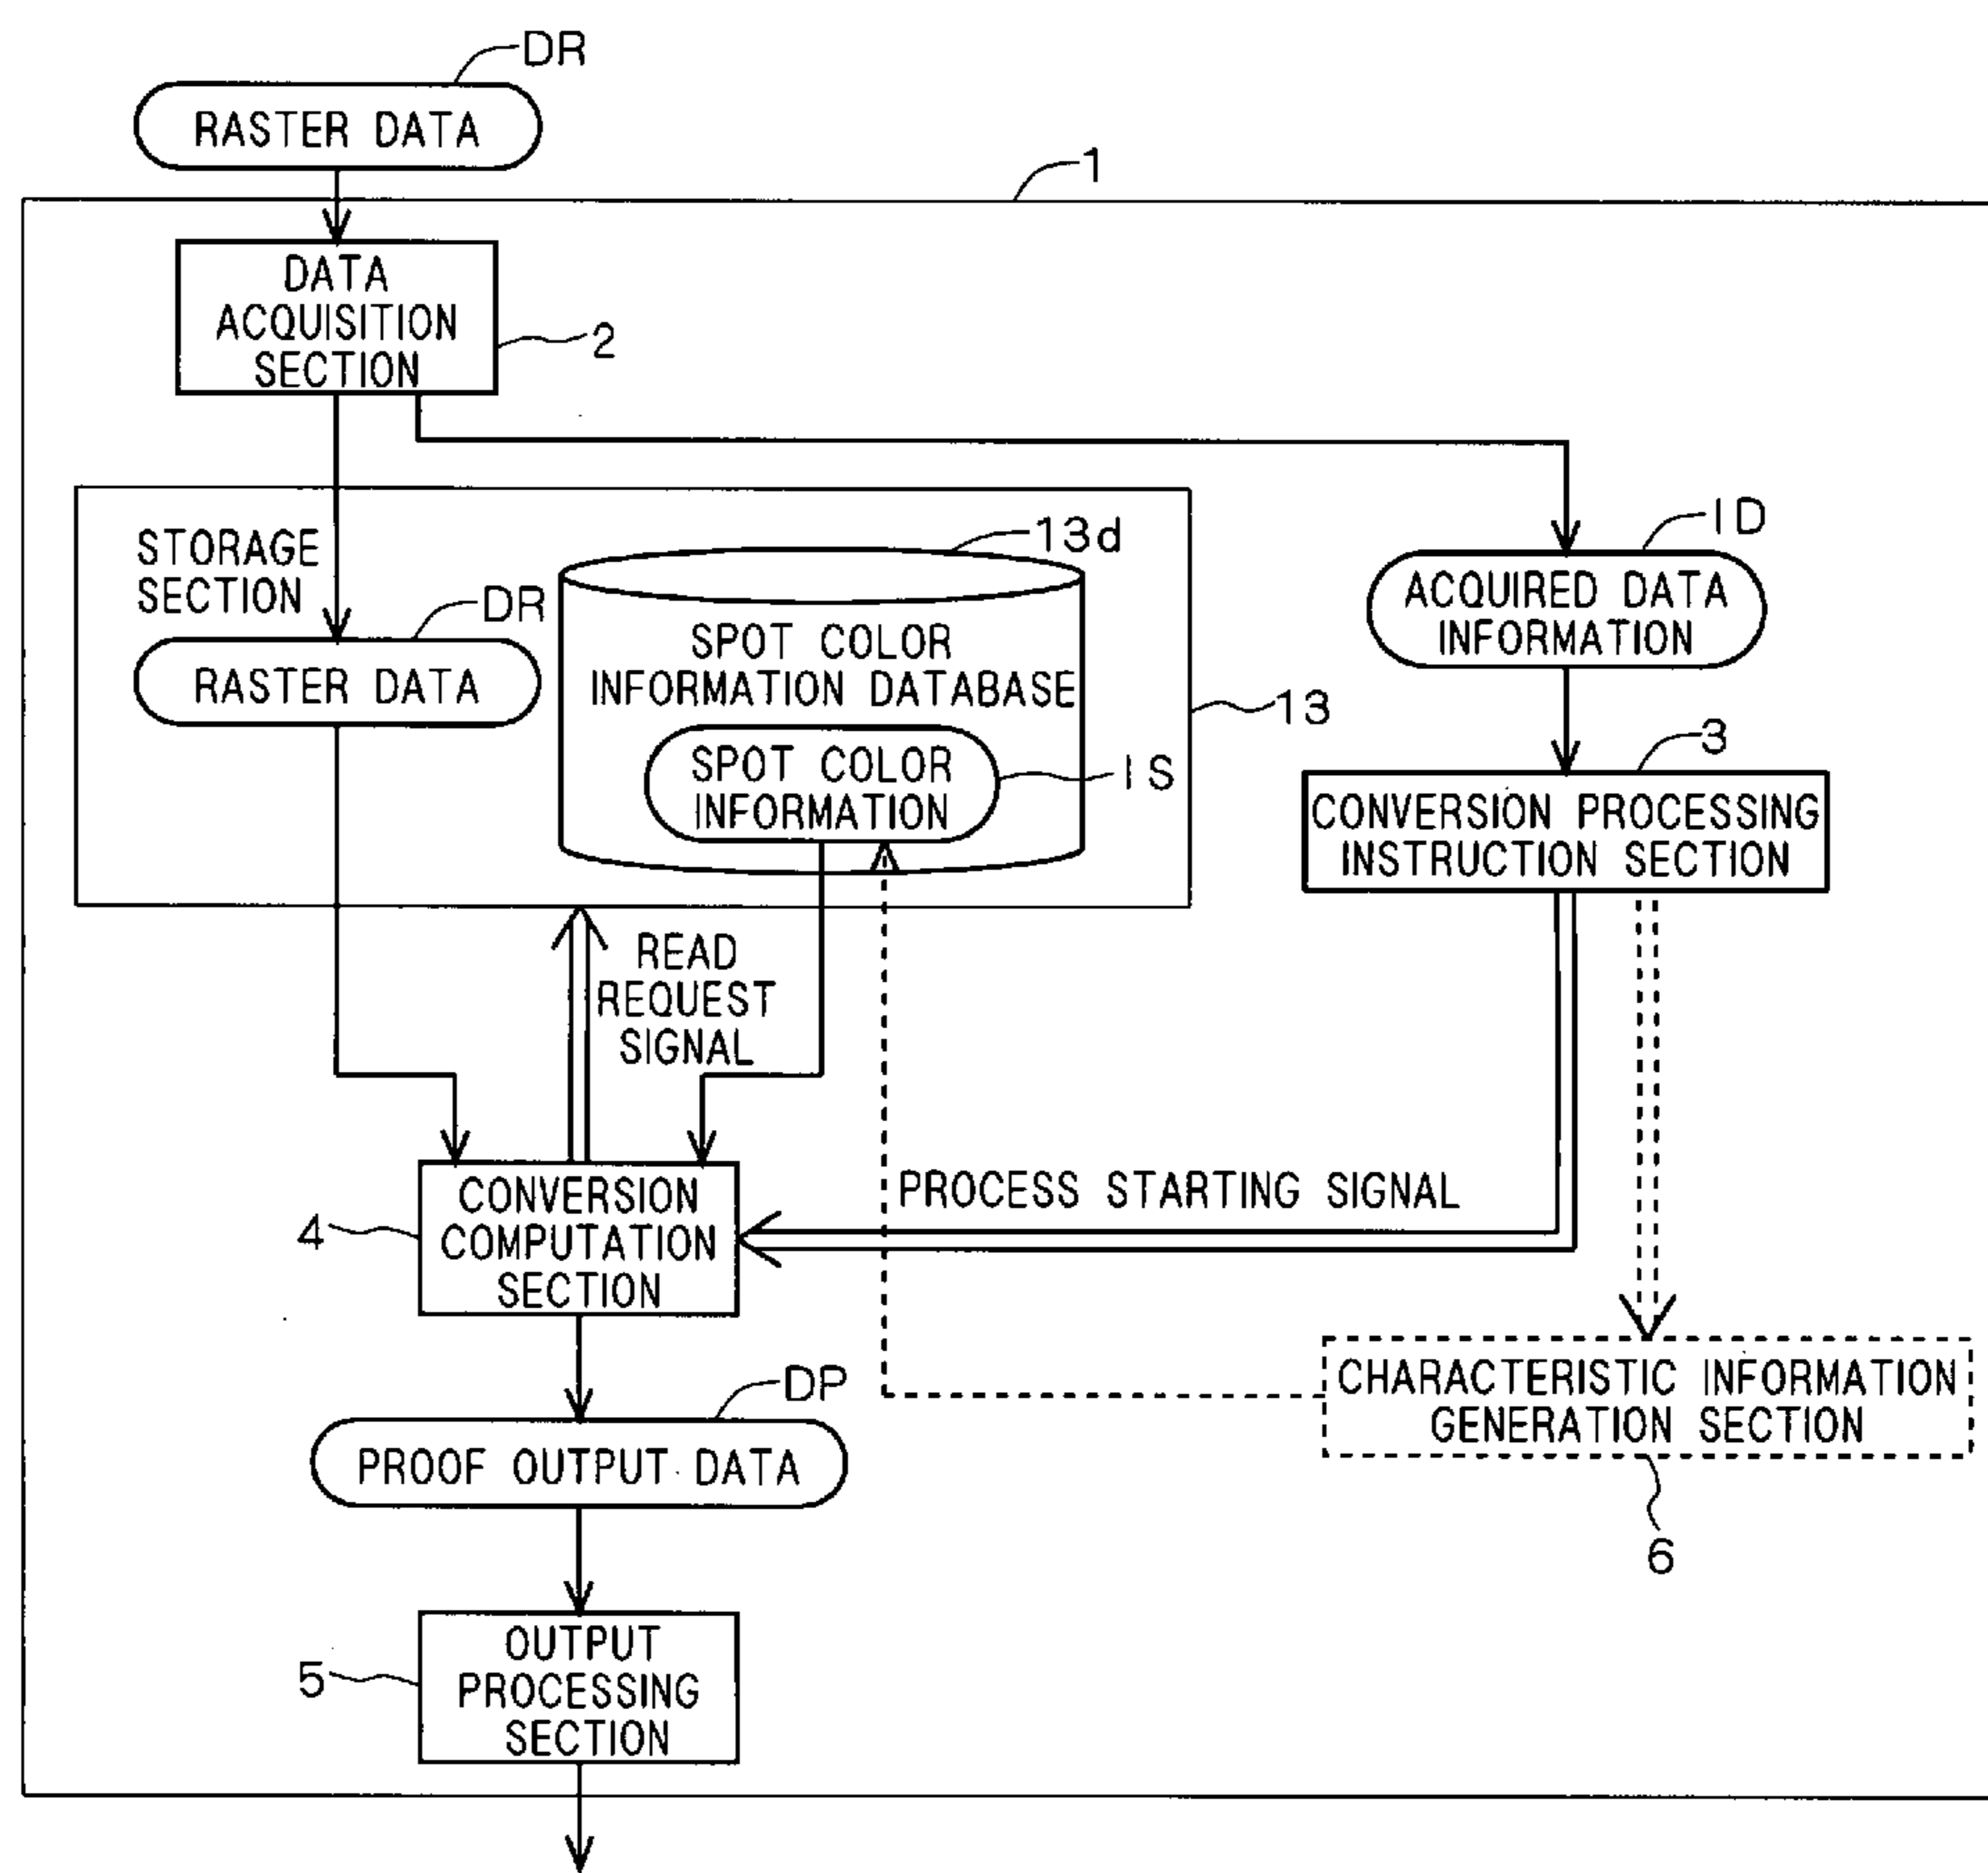 DR
RASTER DATA
1
DATA
ACQUISITION
SECTION
2
STORAGE
SECTION
13d
ID
ACQUIRED DATA
INFORMATION
DR
RASTER DATA
SPOT COLOR
INFORMATION DATABASE
13
SPOT COLOR
INFORMATION
IS
3
CONVERSION PROCESSING
INSTRUCTION SECTION
READ
REQUEST
SIGNAL
PROCESS STARTING SIGNAL
4
CONVERSION
COMPUTATION
SECTION
CHARACTERISTIC INFORMATION
GENERATION SECTION
6
DP
PROOF OUTPUT DATA
5
OUTPUT
PROCESSING
SECTION